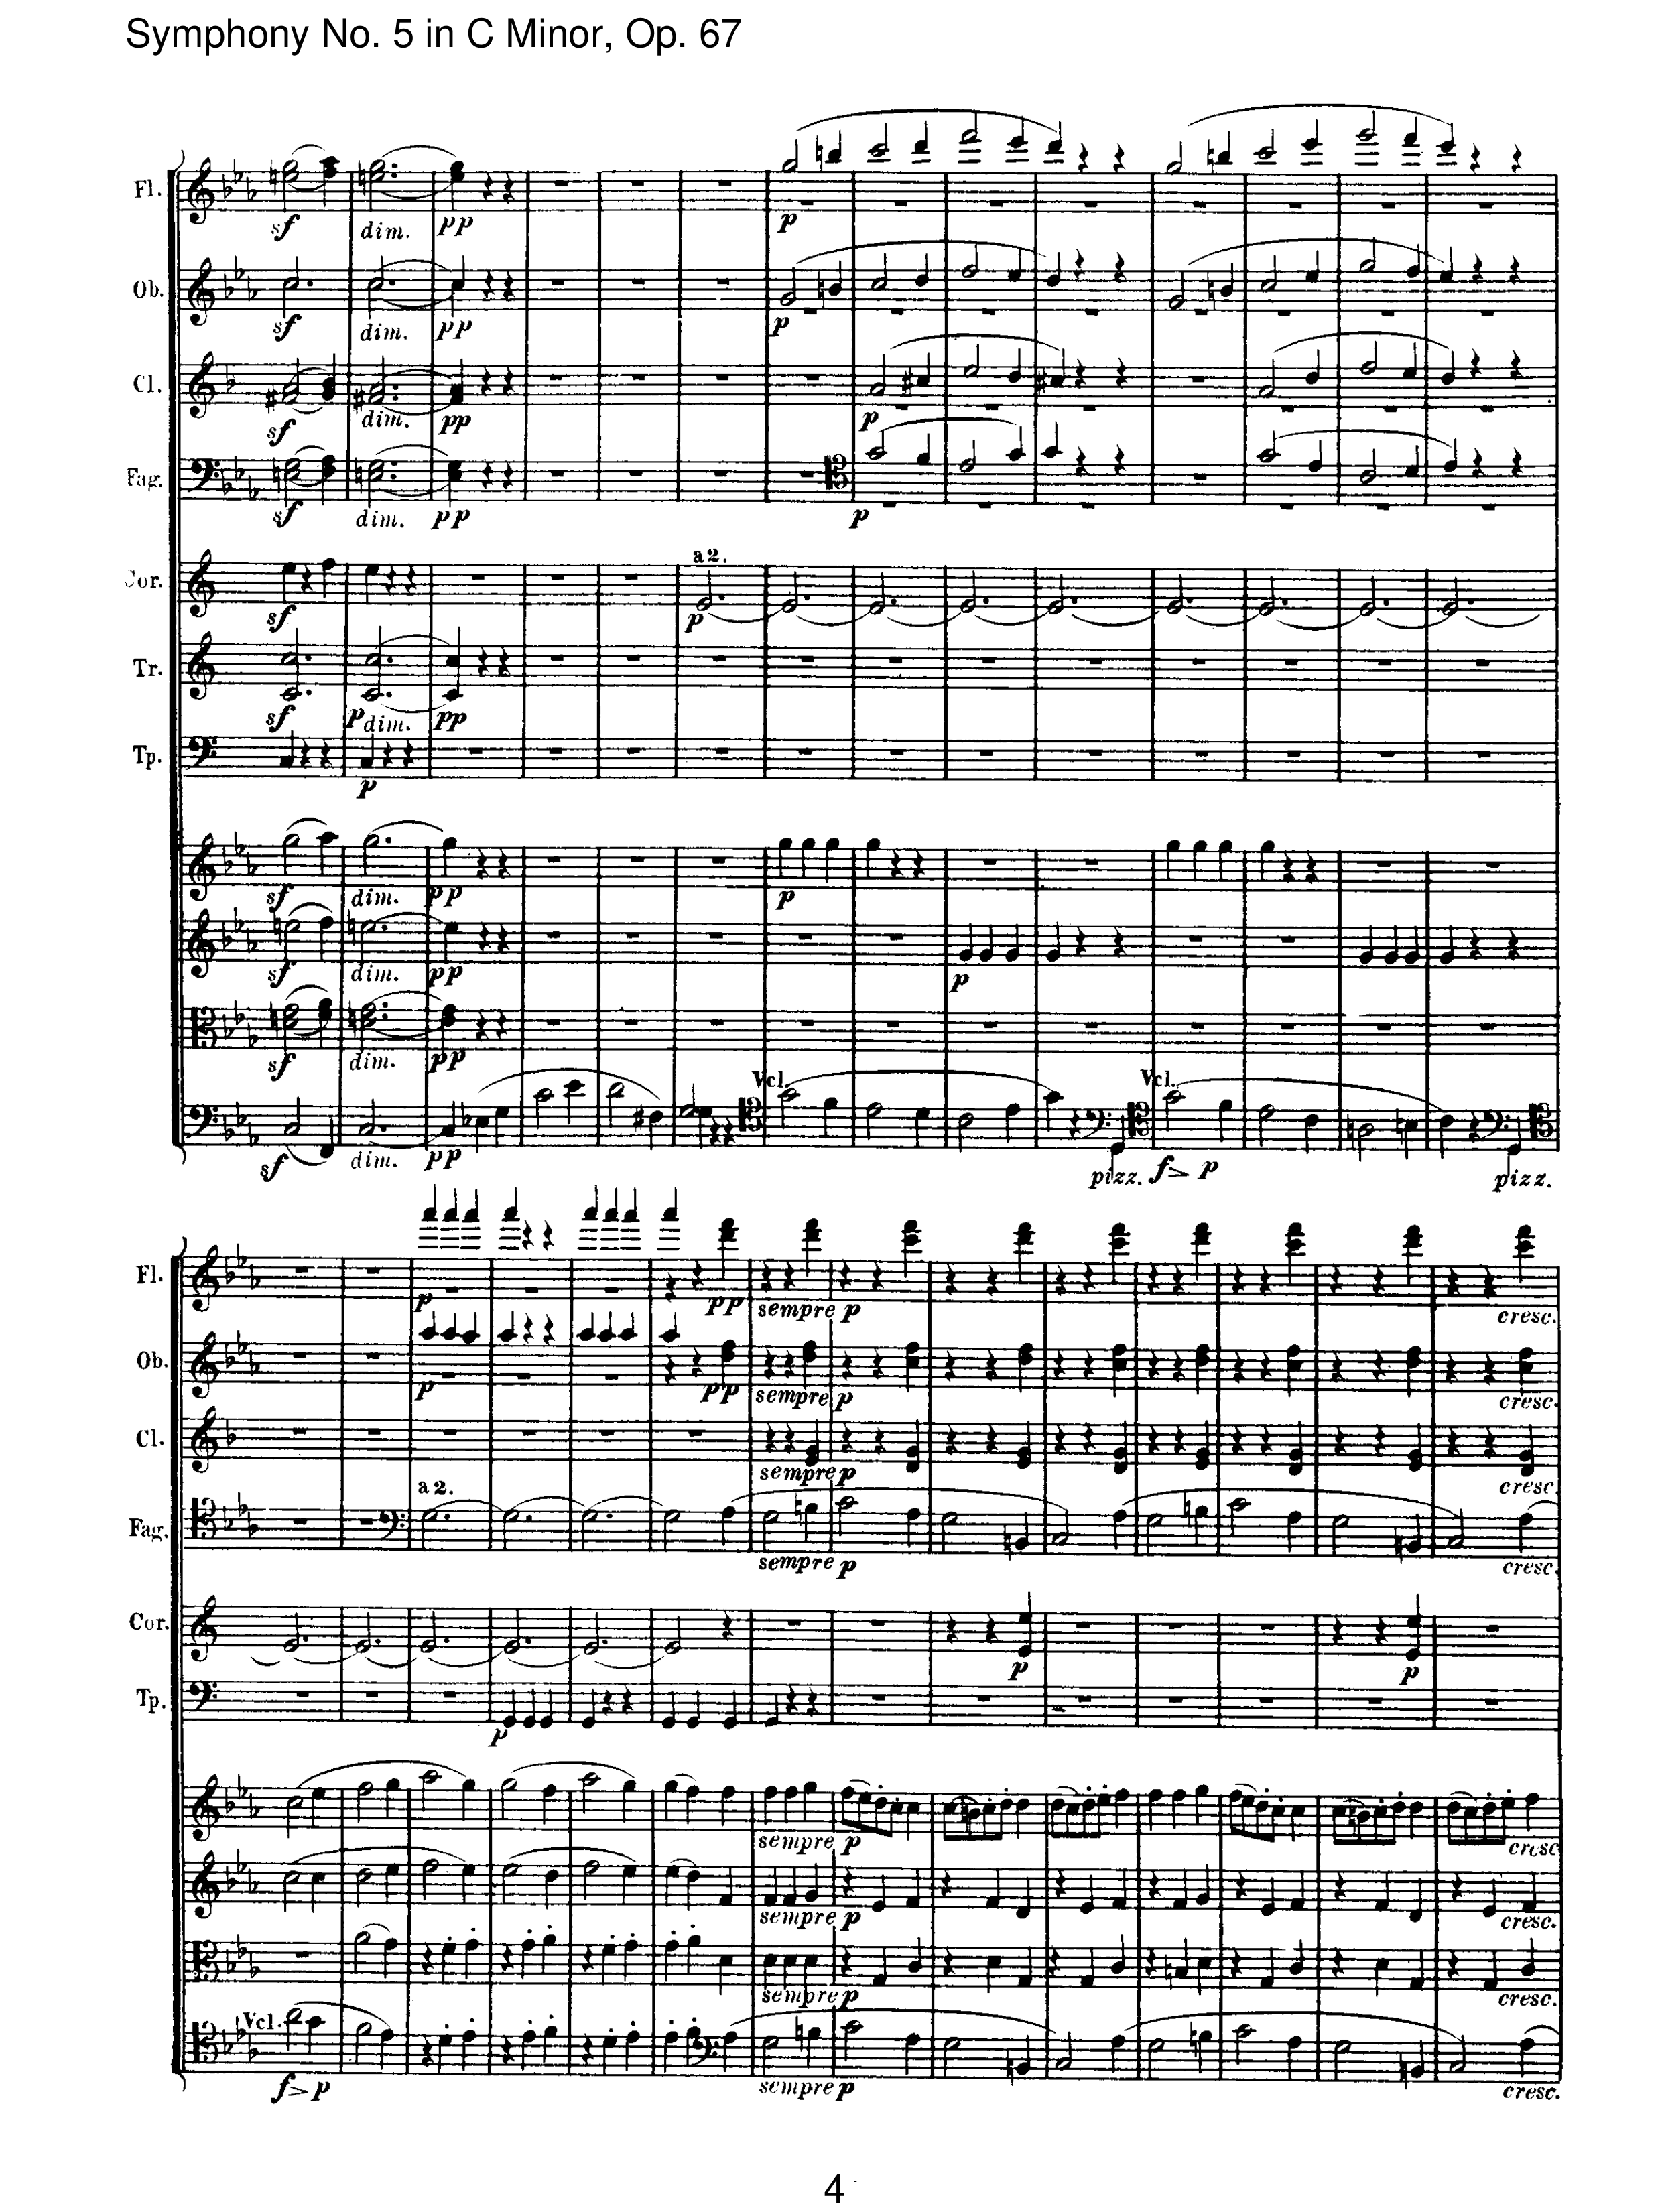 Symphony No. 5 in C Minor, Op. 67
Fl.
sf dim. pp p
Ob.
sf dim. pp p
Cl.
sf dim. pp p
Fag.
sf dim. pp p
a 2.
Cor.
sf p
Tr.
sf p dim. pp
Tp.
p
sf dim. pp p
sf dim. pp p
sf dim. pp
Vcl. Vcl.
sf dim. pp pizz. f> p pizz.
Fl.
p pp sempre p cresc.
Ob.
p pp sempre p cresc.
Cl.
sempre p cresc.
a 2.
Fag.
sempre p cresc.
Cor.
p p
Tp.
p
sempre p cresc
sempre p cresc.
sempre p cresc.
Vcl.
f> p sempre p cresc.
4